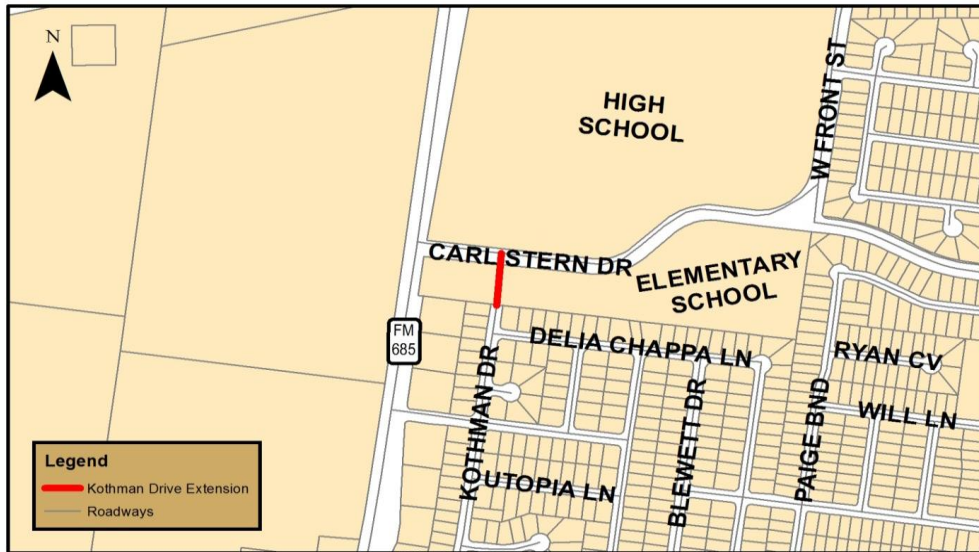 N
HIGH
SCHOOL
W FRONT ST
CARL STERN DR
ELEMENTARY
SCHOOL
FM
685
DELIA CHAPPA LN
RYAN CV
KOTHMAN DR
BLEWETT DR
PAIGE BND
WILL LN
UTOPIA LN
Legend
Kothman Drive Extension
Roadways